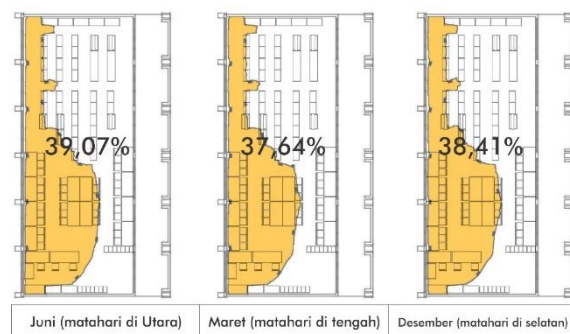 39,07%
37,64%
38,41%
Juni (matahari di Utara)
Maret (matahari di tengah)
Desember (matahari di selatan)